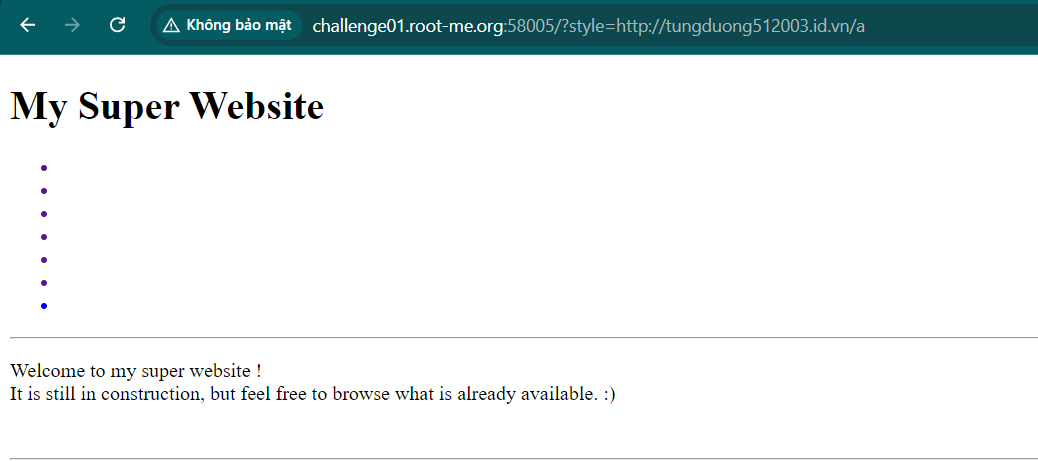 Không bảo mật challenge01.root-me.org:58005/?style=http://tungduong512003.id.vn/a
My Super Website
Welcome to my super website !
It is still in construction, but feel free to browse what is already available. :)